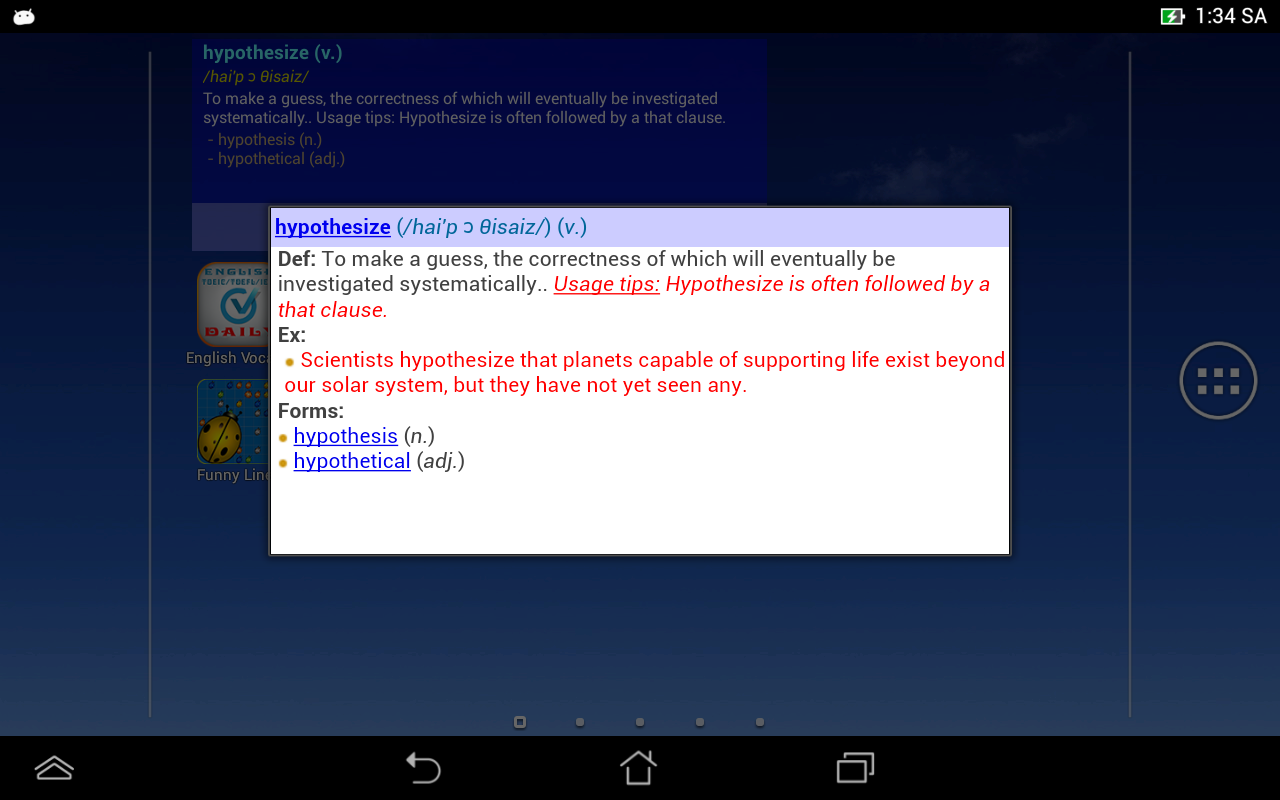 1:34 SA
hypothesize (v.)
/hai'p ɔ θisaiz/
To make a guess, the correctness of which will eventually be investigated
systematically.. Usage tips: Hypothesize is often followed by a that clause.
- hypothesis (n.)
- hypothetical (adj.)
hypothesize (/hai'p ɔ θisaiz/) (v.)
Def: To make a guess, the correctness of which will eventually be
investigated systematically.. Usage tips: Hypothesize is often followed by a
that clause.
Ex:
Scientists hypothesize that planets capable of supporting life exist beyond
our solar system, but they have not yet seen any.
Forms:
hypothesis (n.)
hypothetical (adj.)
ENGLISH
DAILY
English Voca
Funny Line